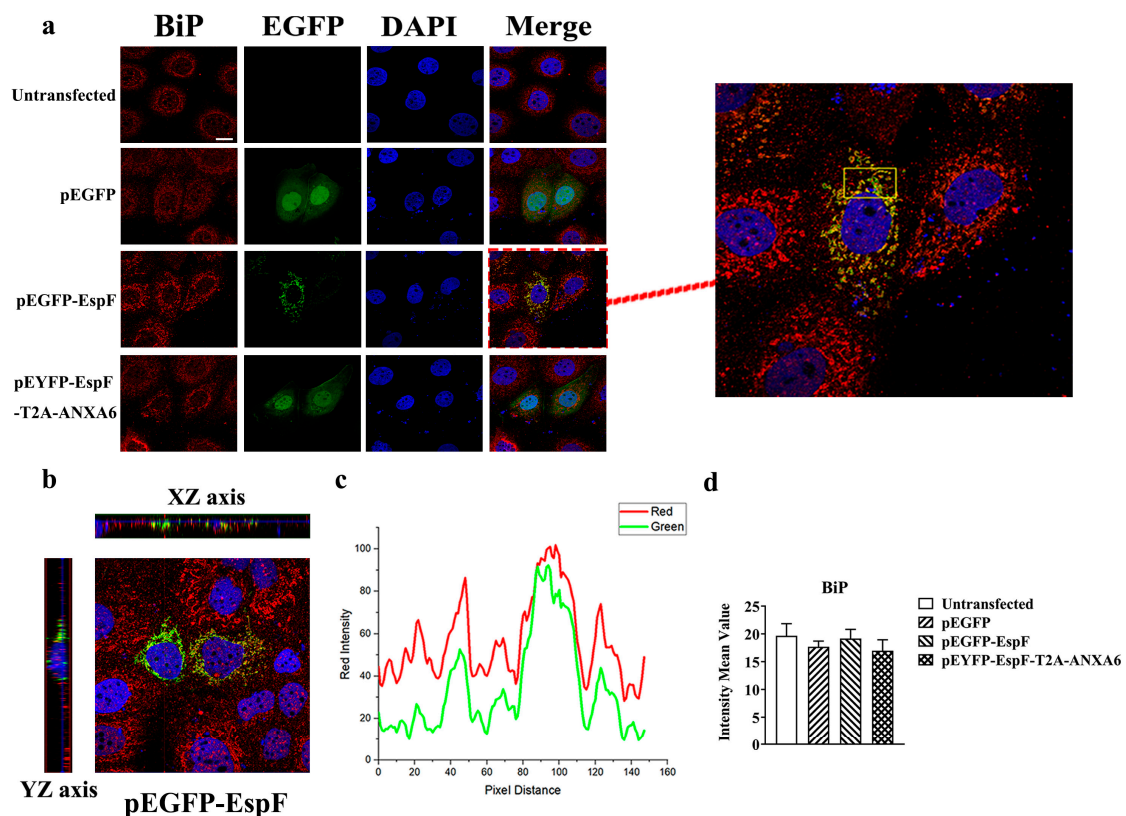 a
BiP EGFP DAPI Merge
Untransfected
pEGFP
pEGFP-EspF
pEYFP-EspF
-T2A-ANXA6
b
XZ axis
YZ axis
pEGFP-EspF
c
Red
Green
Red Intensity
100
80
60
40
20
0
0 20 40 60 80 100 120 140 160
Pixel Distance
d
BiP
Intensity Mean Value
25
20
15
10
5
0
Untransfected
pEGFP
pEGFP-EspF
pEYFP-EspF-T2A-ANXA6